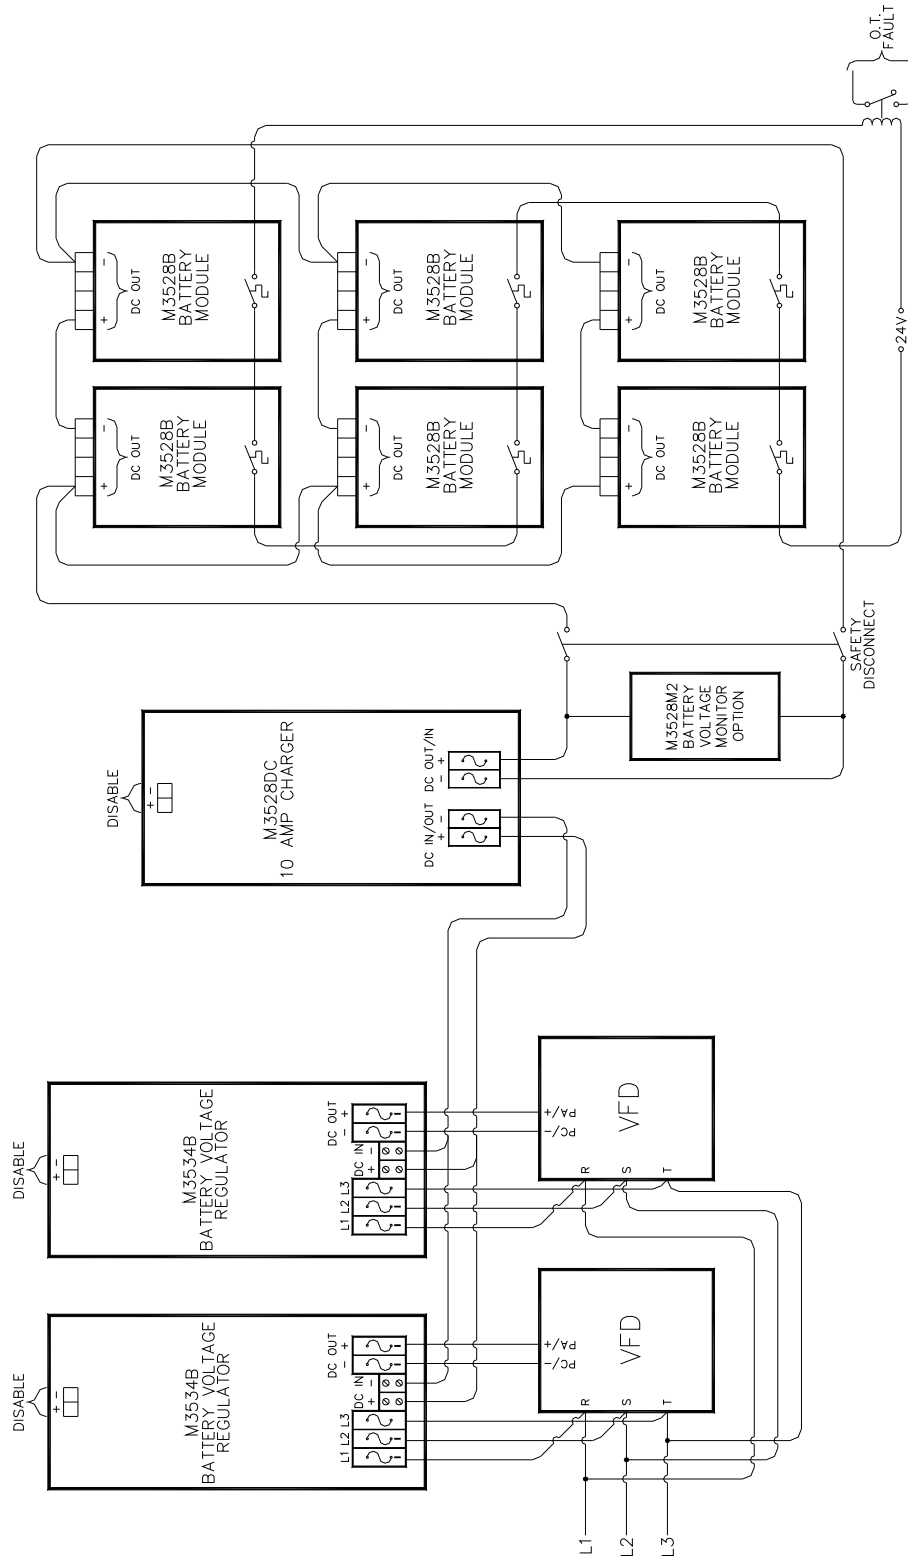 DISABLE
+ -
M3534B
BATTERY VOLTAGE
REGULATOR
L1 L2 L3
DC IN
+ -
DC OUT
- +
DISABLE
+ -
M3534B
BATTERY VOLTAGE
REGULATOR
L1 L2 L3
DC IN
+ -
DC OUT
- +
L1
L2
L3
R
S
T
PC/-
PA/+
VFD
R
S
T
PC/-
PA/+
VFD
DISABLE
+ -
M3528DC
10 AMP CHARGER
DC IN/OUT
+ -
DC OUT/IN
- +
M3528M2
BATTERY
VOLTAGE
MONITOR
OPTION
SAFETY
DISCONNECT
+ -
DC OUT
M3528B
BATTERY
MODULE
+ -
DC OUT
M3528B
BATTERY
MODULE
+ -
DC OUT
M3528B
BATTERY
MODULE
+ -
DC OUT
M3528B
BATTERY
MODULE
+ -
DC OUT
M3528B
BATTERY
MODULE
+ -
DC OUT
M3528B
BATTERY
MODULE
24V
O.T.
FAULT